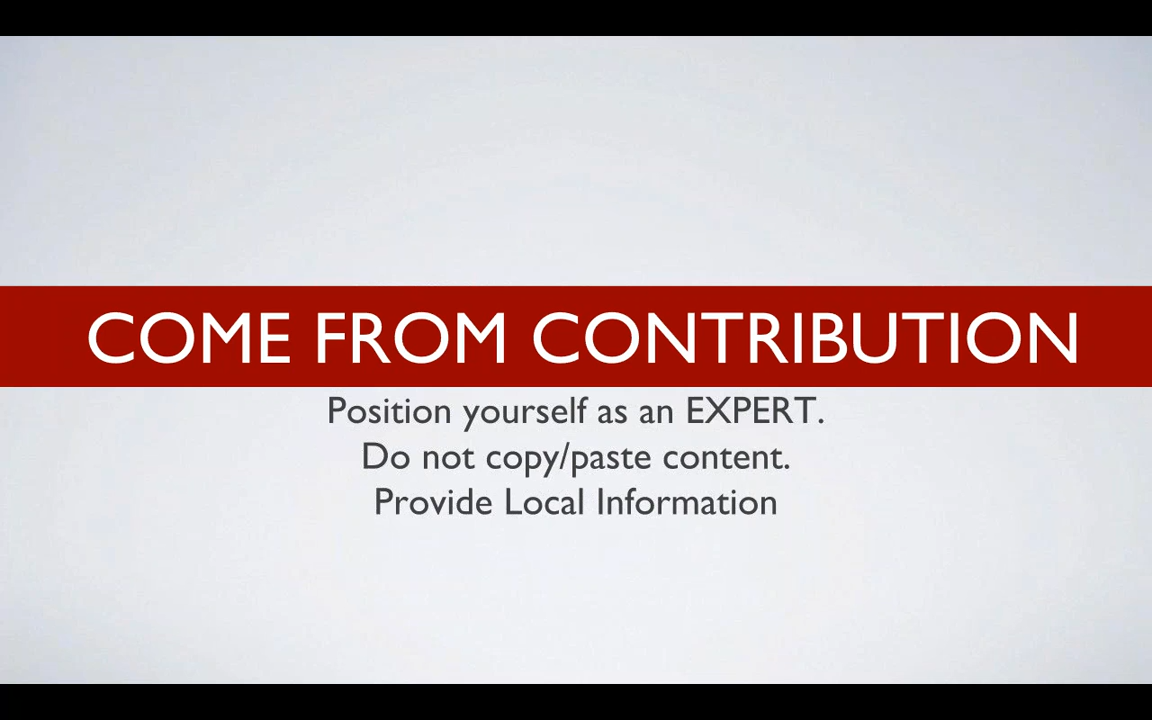 COME FROM CONTRIBUTION
Position yourself as an EXPERT.
Do not copy/paste content.
Provide Local Information